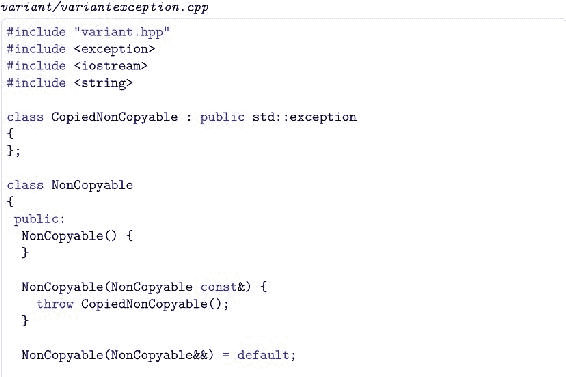 variant/variantexception.cpp
#include "variant.hpp"
#include <exception>
#include <iostream>
#include <string>
class CopiedNonCopyable : public std::exception
{
};
class NonCopyable
{
public:
NonCopyable() {
}
NonCopyable(NonCopyable const&) {
throw CopiedNonCopyable();
}
NonCopyable(NonCopyable&&) = default;